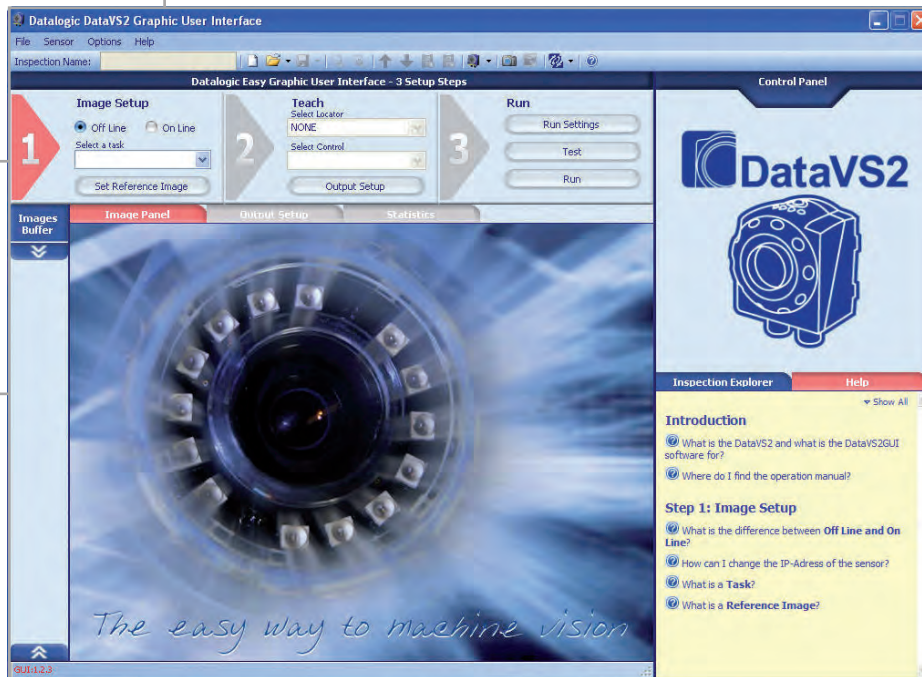 Datalogic DataVS2 Graphic User Interface
File Sensor Options Help
Inspection Name:
Datalogic Easy Graphic User Interface - 3 Setup Steps
Control Panel
1
Image Setup
Off Line On Line
Select a task
Set Reference Image
2
Teach
Select Locator
NONE
Select Control
Output Setup
3
Run
Run Settings
Test
Run
DataVS2
Images
Buffer
Image Panel Output Setup Statistics
The easy way to machine vision
Inspection Explorer Help
Show All
Introduction
What is the DataVS2 and what is the DataVS2GUI
software for?
Where do I find the operation manual?
Step 1: Image Setup
What is the difference between Off Line and On
Line?
How can I change the IP-Adress of the sensor?
What is a Task?
What is a Reference Image?
GUI:1.2.3